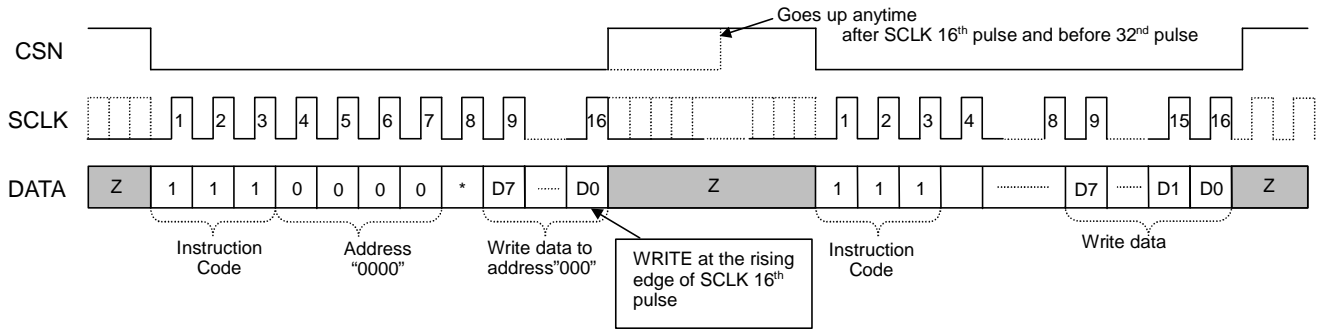 Goes up anytime
after SCLK 16th pulse and before 32nd pulse
CSN
SCLK
1 2 3 4 5 6 7 8 9 16 1 2 3 4 8 9 15 16
DATA
Z 1 1 1 0 0 0 0 * D7 ...... D0 Z 1 1 1 1 .............. D7 ...... D1 D0 Z
Instruction
Code
Address
“0000”
Write data to
address”000”
WRITE at the rising
edge of SCLK 16th
pulse
Instruction
Code
Write data